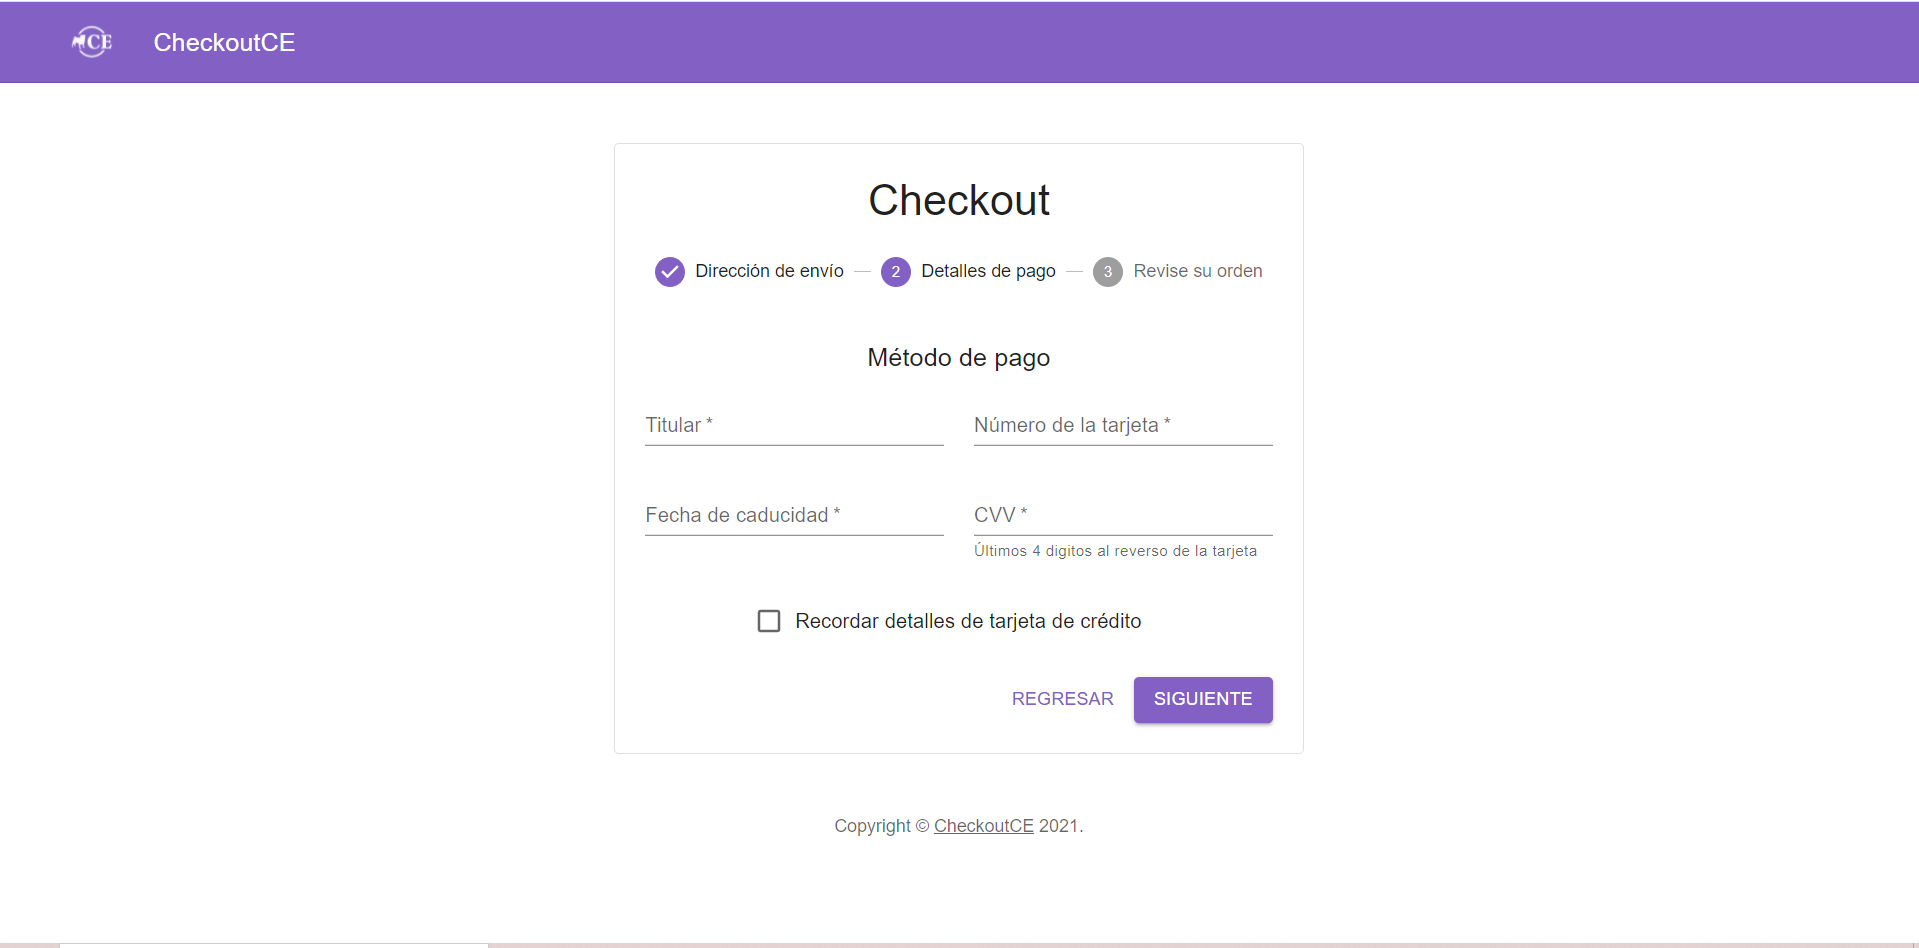 CE CheckoutCE
Checkout
Dirección de envío 2 Detalles de pago 3 Revise su orden
Método de pago
Titular * Número de la tarjeta *
Fecha de caducidad * CVV *
Últimos 4 digitos al reverso de la tarjeta
Recordar detalles de tarjeta de crédito
REGRESAR SIGUIENTE
Copyright © CheckoutCE 2021.